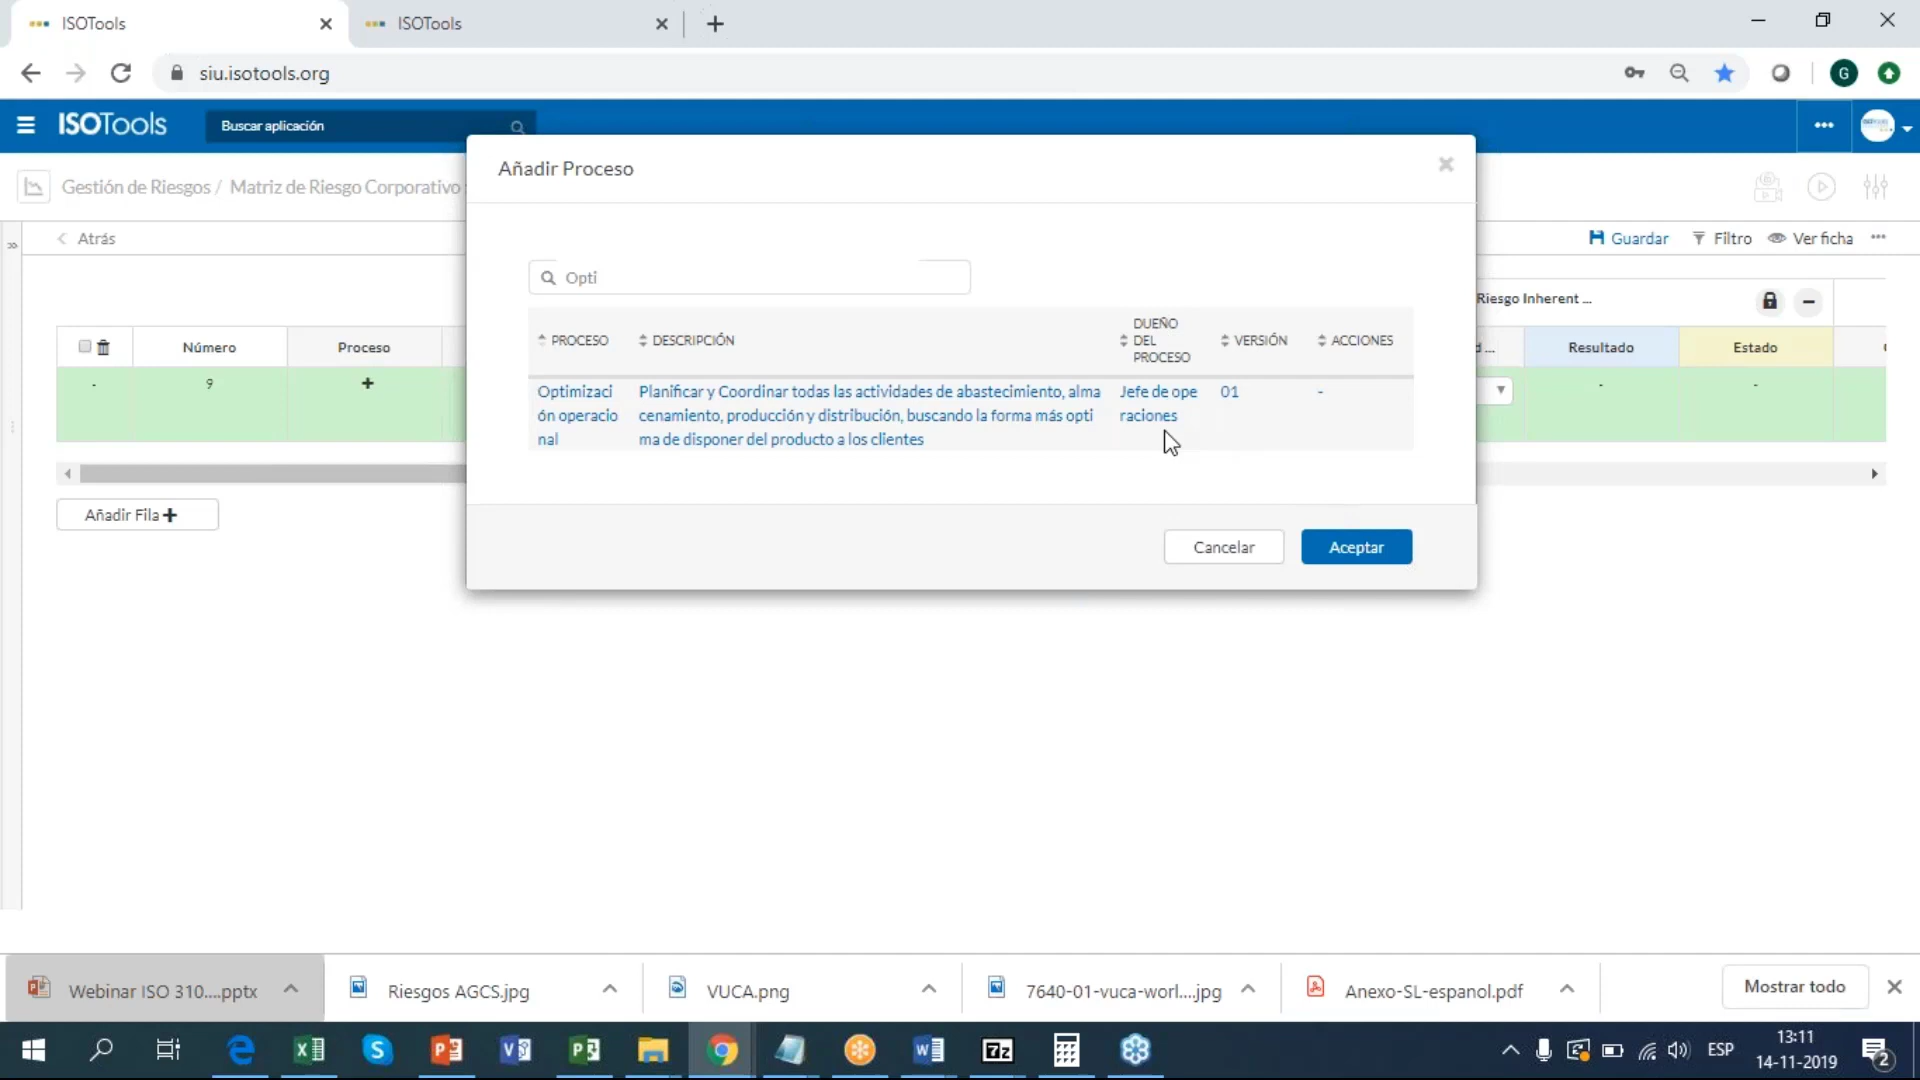 ISOTools
ISOTools
siu.isotools.org
G
ISOTools
Buscar aplicación
Gestión de Riesgos / Matriz de Riesgo Corporativo
Atrás
Guardar
Filtro
Ver ficha
Añadir Proceso
Opti
PROCESO
DESCRIPCIÓN
DUEÑO
DEL
PROCESO
VERSIÓN
ACCIONES
Optimizaci
ón operacio
nal
Planificar y Coordinar todas las actividades de abastecimiento, alma
cenamiento, producción y distribución, buscando la forma más opti
ma de disponer del producto a los clientes
Jefe de ope
raciones
01
-
Cancelar
Aceptar
Riesgo Inherent ...
Número
Proceso
d ...
Resultado
Estado
-
9
-
-
Añadir Fila
Webinar ISO 310....pptx
Riesgos AGCS.jpg
VUCA.png
7640-01-vuca-worl....jpg
Anexo-SL-espanol.pdf
Mostrar todo
ESP
13:11
14-11-2019
2